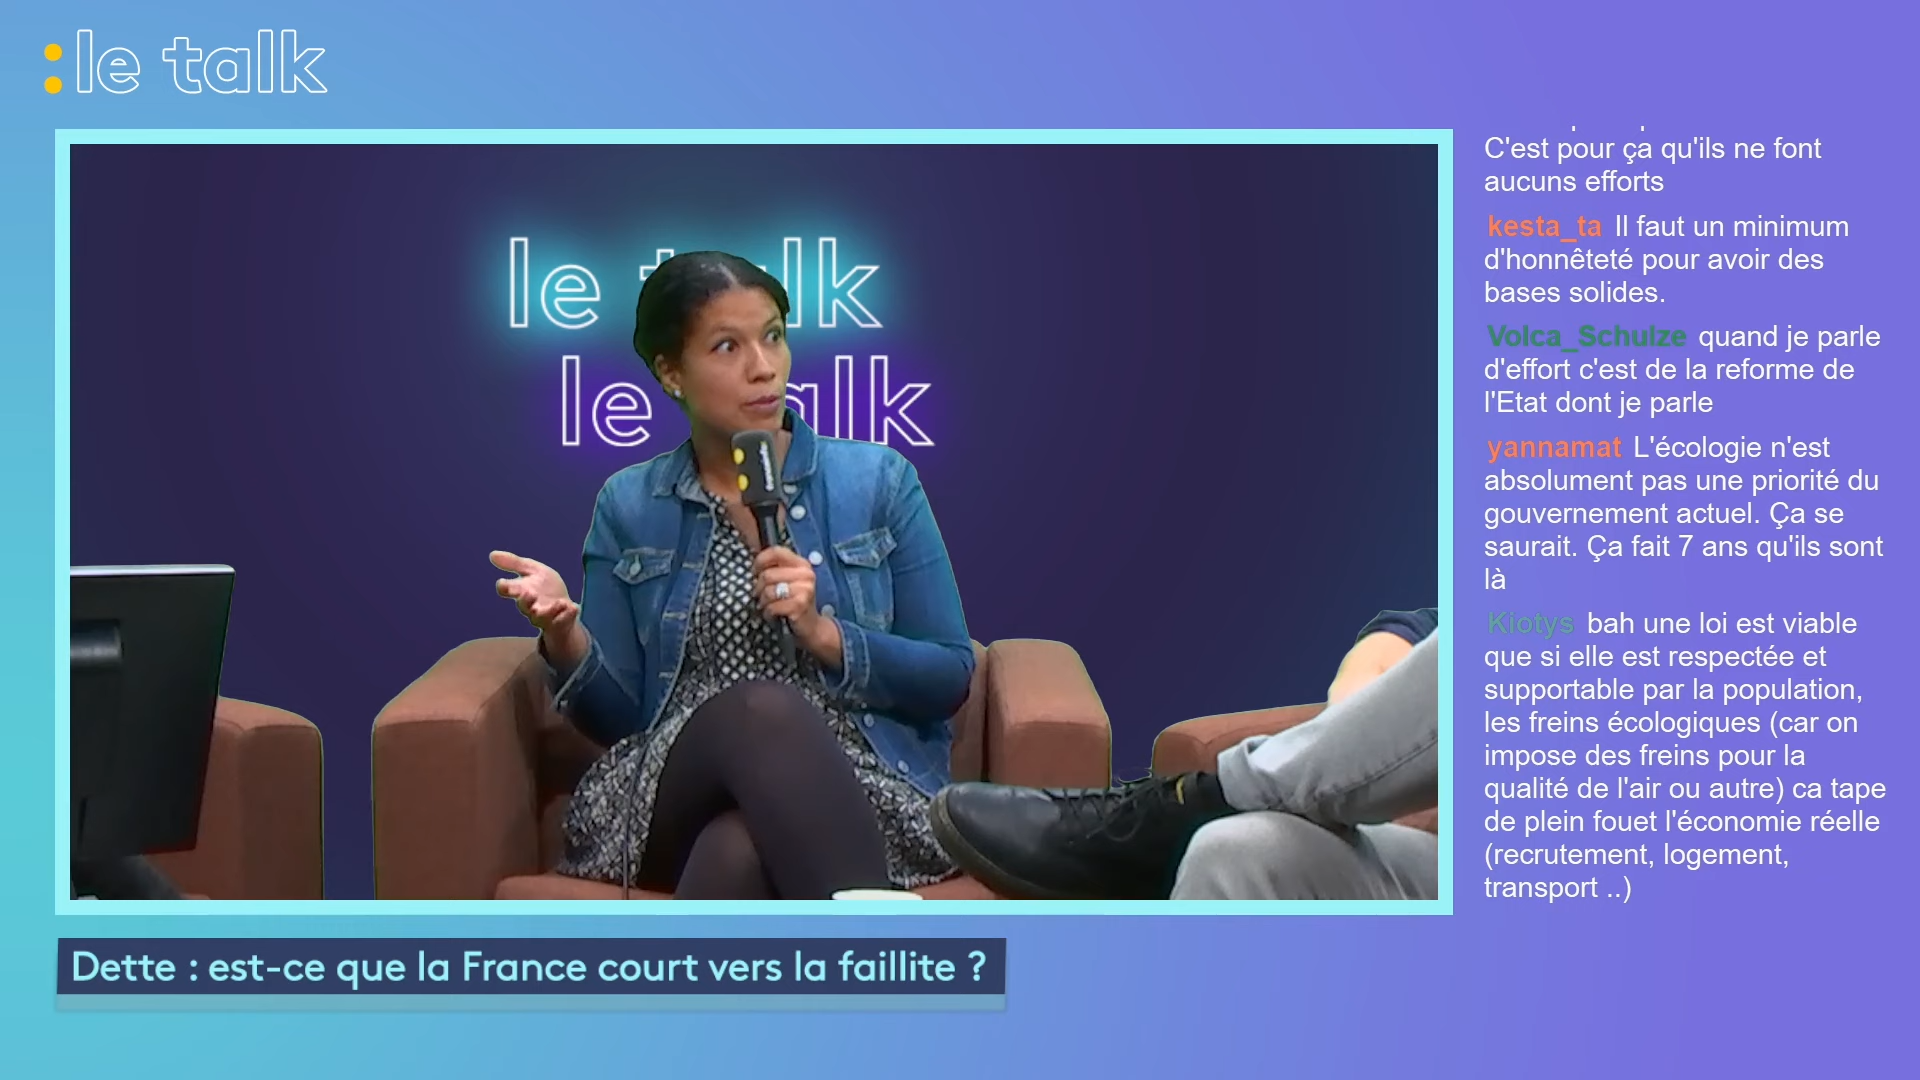 :le talk
le talk
le talk
C'est pour ça qu'ils ne font
aucuns efforts
kesta_ta Il faut un minimum
d'honnêteté pour avoir des
bases solides.
Volca_Schulze quand je parle
d'effort c'est de la reforme de
l'Etat dont je parle
yannamat L'écologie n'est
absolument pas une priorité du
gouvernement actuel. Ça se
saurait. Ça fait 7 ans qu'ils sont
là
Kiotys bah une loi est viable
que si elle est respectée et
supportable par la population,
les freins écologiques (car on
impose des freins pour la
qualité de l'air ou autre) ca tape
de plein fouet l'économie réelle
(recrutement, logement,
transport ..)
Dette : est-ce que la France court vers la faillite ?